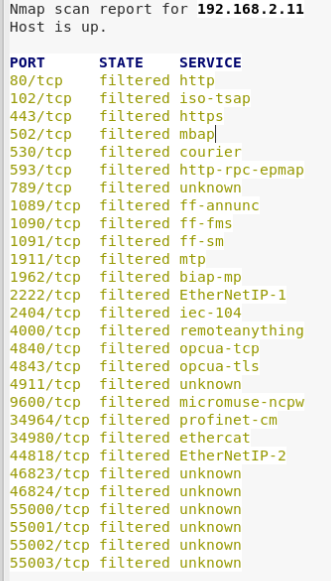 Nmap scan report for 192.168.2.11
Host is up.
PORT STATE SERVICE
80/tcp filtered http
102/tcp filtered iso-tsap
443/tcp filtered https
502/tcp filtered mbap
530/tcp filtered courier
593/tcp filtered http-rpc-epmap
789/tcp filtered unknown
1089/tcp filtered ff-annunc
1090/tcp filtered ff-fms
1091/tcp filtered ff-sm
1911/tcp filtered mtp
1962/tcp filtered biap-mp
2222/tcp filtered EtherNetIP-1
2404/tcp filtered iec-104
4000/tcp filtered remoteanything
4840/tcp filtered opcua-tcp
4843/tcp filtered opcua-tls
4911/tcp filtered unknown
9600/tcp filtered micromuse-ncpw
34964/tcp filtered profinet-cm
34980/tcp filtered ethercat
44818/tcp filtered EtherNetIP-2
46823/tcp filtered unknown
46824/tcp filtered unknown
55000/tcp filtered unknown
55001/tcp filtered unknown
55002/tcp filtered unknown
55003/tcp filtered unknown